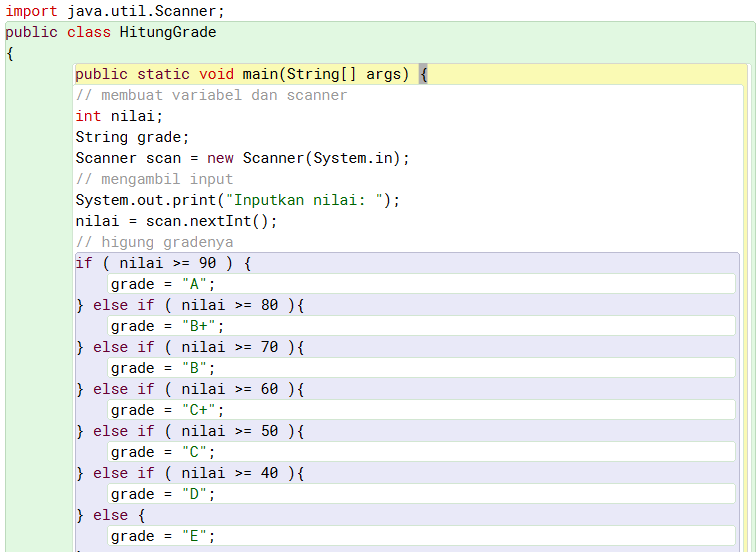 import java.util.Scanner;
public class HitungGrade
{
public static void main(String[] args) {
// membuat variabel dan scanner
int nilai;
String grade;
Scanner scan = new Scanner(System.in);
// mengambil input
System.out.print("Inputkan nilai: ");
nilai = scan.nextInt();
// higung gradenya
if ( nilai >= 90 ) {
grade = "A";
} else if ( nilai >= 80 ){
grade = "B+";
} else if ( nilai >= 70 ){
grade = "B";
} else if ( nilai >= 60 ){
grade = "C+";
} else if ( nilai >= 50 ){
grade = "C";
} else if ( nilai >= 40 ){
grade = "D";
} else {
grade = "E";